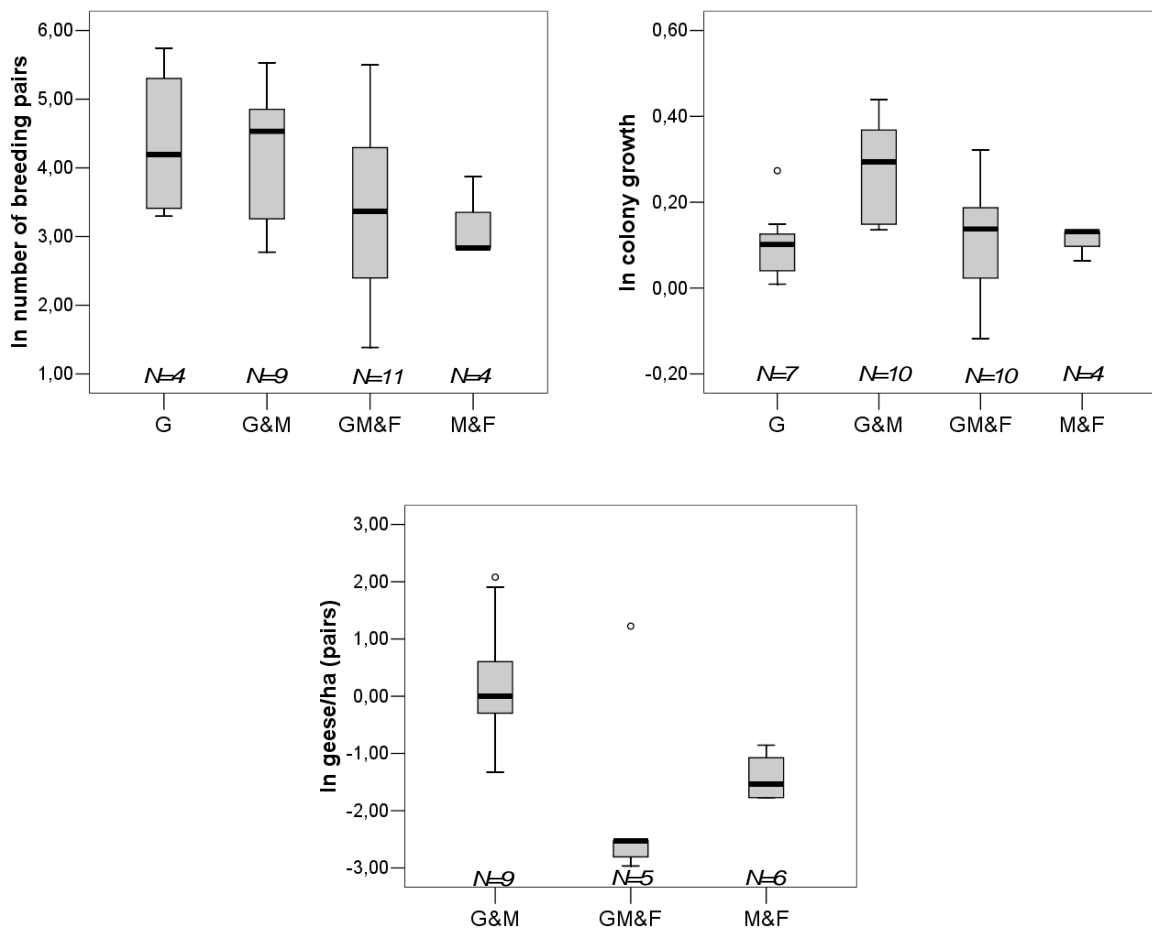 ln number of breeding pairs
6,00
5,00
4,00
3,00
2,00
1,00
N=4 N=9 N=11 N=4
G G&M GM&F M&F
ln colony growth
0,60
0,40
0,20
0,00
-0,20
N=7 N=10 N=10 N=4
G G&M GM&F M&F
ln geese/ha (pairs)
3,00
2,00
1,00
0,00
-1,00
-2,00
-3,00
N=9 N=5 N=6
G&M GM&F M&F